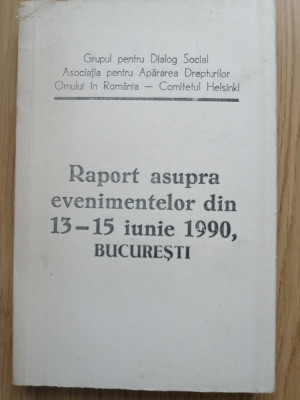 Grupul pentru Dialog Social
Asociația pentru Apărarea Drepturilor
Omului în România — Comitetul Helsinki
Raport asupra
evenimentelor din
13–15 iunie 1990,
BUCUREȘTI